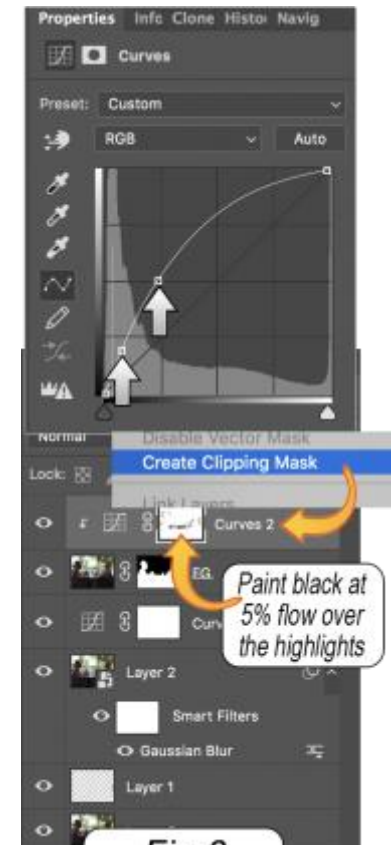 Properties Info Clone Histo Navig
Curves
Preset: Custom
RGB Auto
Normal
Disable Vector Mask
Create Clipping Mask
Link Layers
Lock:
Curves 2
FG
Paint black at
5% flow over
the highlights
Curv
Layer 2
Smart Filters
Gaussian Blur
Layer 1